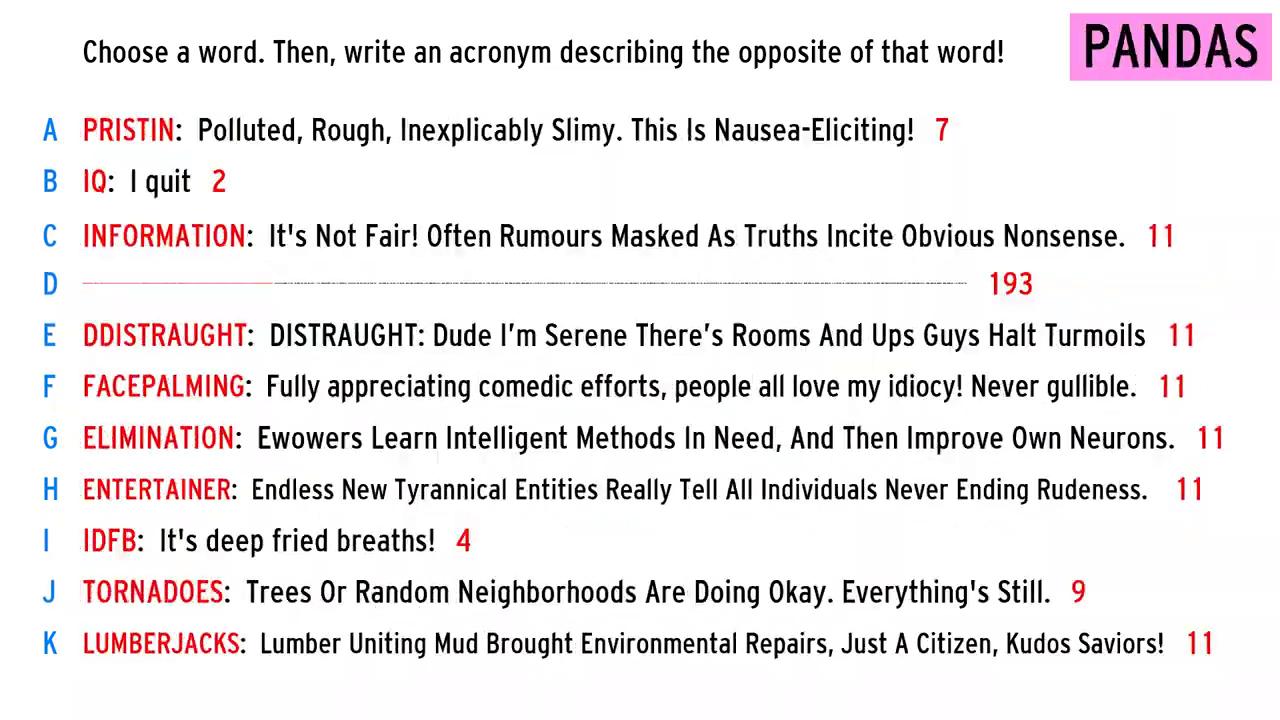 Choose a word. Then, write an acronym describing the opposite of that word!
PANDAS
A PRISTIN: Polluted, Rough, Inexplicably Slimy. This Is Nausea-Eliciting! 7
B IQ: I quit 2
C INFORMATION: It's Not Fair! Often Rumours Masked As Truths Incite Obvious Nonsense. 11
D 193
E DDISTRAUGHT: DISTRAUGHT: Dude I’m Serene There’s Rooms And Ups Guys Halt Turmoils 11
F FACEPALMING: Fully appreciating comedic efforts, people all love my idiocy! Never gullible. 11
G ELIMINATION: Ewowers Learn Intelligent Methods In Need, And Then Improve Own Neurons. 11
H ENTERTAINER: Endless New Tyrannical Entities Really Tell All Individuals Never Ending Rudeness. 11
I IDFB: It's deep fried breaths! 4
J TORNADOES: Trees Or Random Neighborhoods Are Doing Okay. Everything's Still. 9
K LUMBERJACKS: Lumber Uniting Mud Brought Environmental Repairs, Just A Citizen, Kudos Saviors! 11